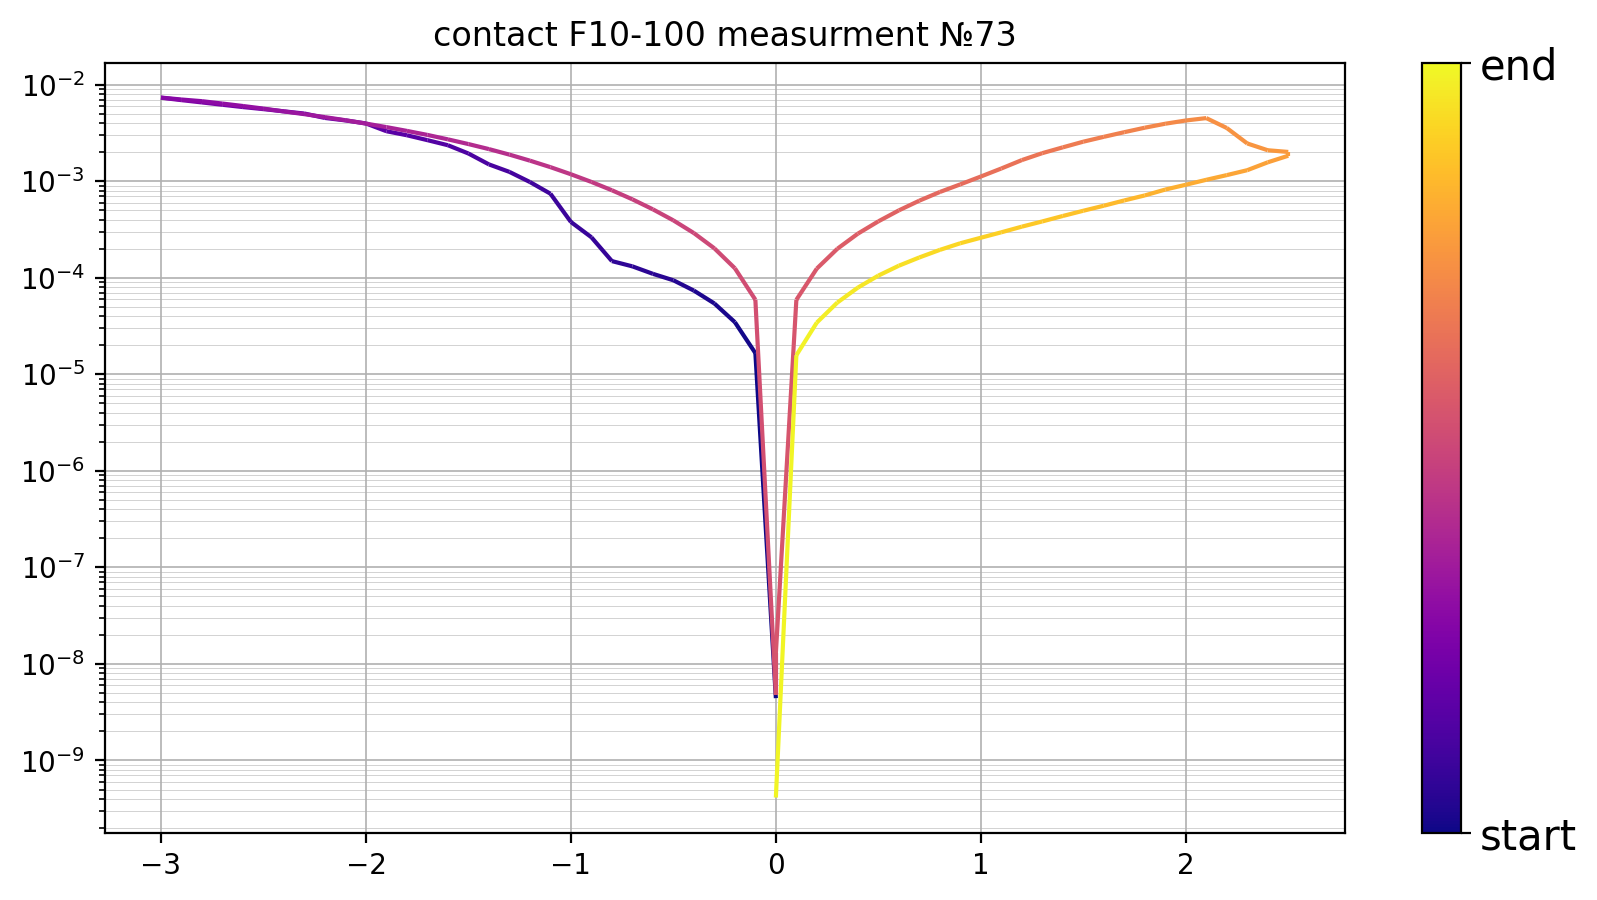 contact F10-100 measurment №73
10⁻²
10⁻³
10⁻⁴
10⁻⁵
10⁻⁶
10⁻⁷
10⁻⁸
10⁻⁹
−3 −2 −1 0 1 2
end
start